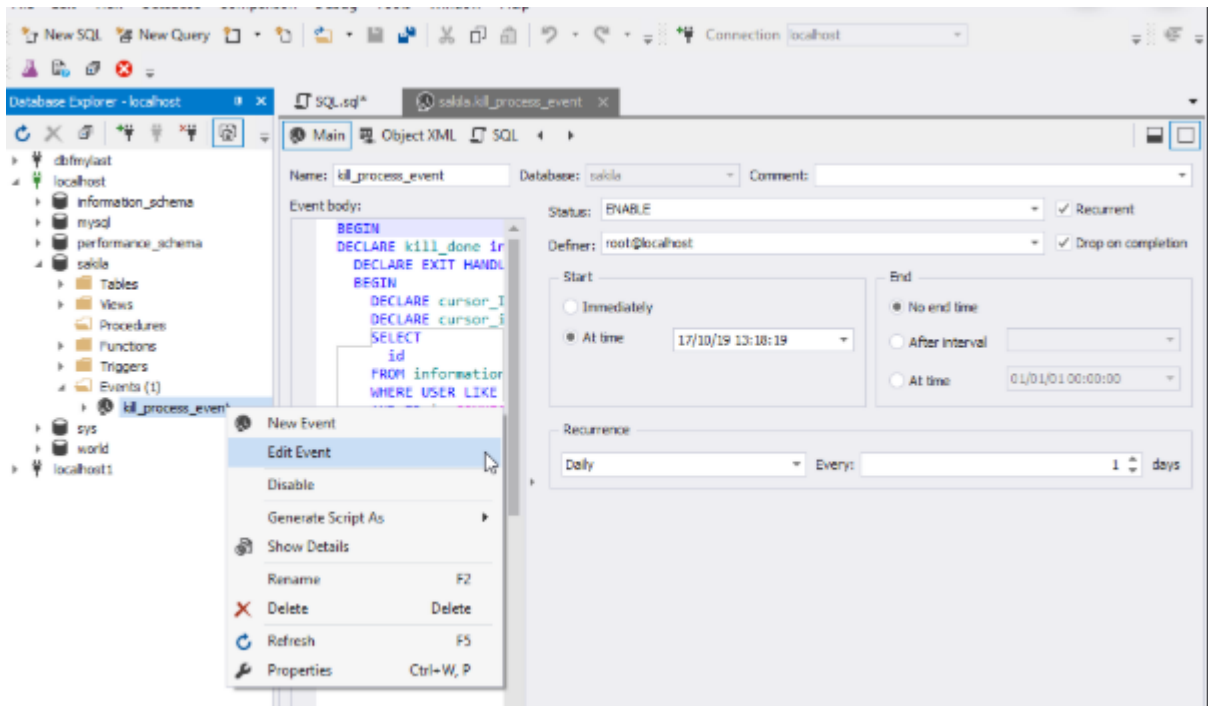 New SQL New Query Connection localhost
Database Explorer - localhost
SQL.sql* sakila.kill_process_event
Main Object XML SQL
dbfmylast
localhost
information_schema
mysql
performance_schema
sakila
Tables
Views
Procedures
Functions
Triggers
Events (1)
kill_process_event
sys
world
localhost1
Name: kill_process_event Database: sakila Comment:
Event body:
BEGIN
DECLARE kill_done in
DECLARE EXIT HANDL
BEGIN
DECLARE cursor_I
DECLARE cursor_i
SELECT
id
FROM information
WHERE USER LIKE
Status: ENABLE Recurrent
Definer: root@localhost Drop on completion
Start
Immediately
At time 17/10/19 13:18:19
End
No end time
After interval
At time 01/01/01 00:00:00
Recurrence
Daily Every: 1 days
New Event
Edit Event
Disable
Generate Script As
Show Details
Rename F2
Delete Delete
Refresh F5
Properties Ctrl+W, P